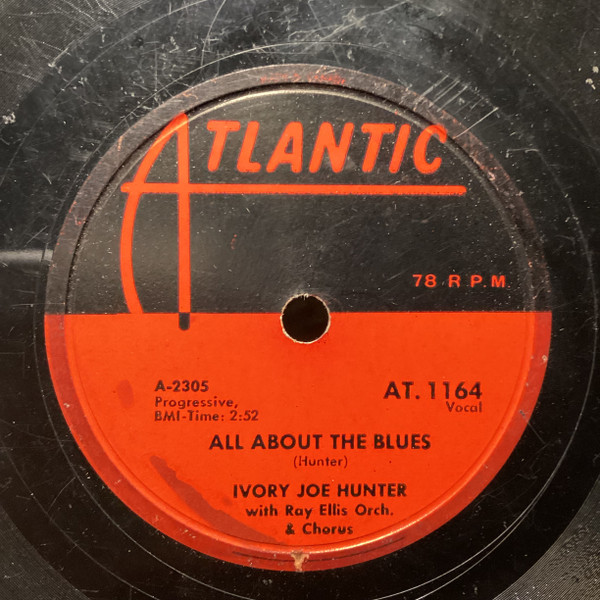 ATLANTIC
78 R P M
A-2305
Progressive,
BMI-Time: 2:52
AT. 1164
Vocal
ALL ABOUT THE BLUES
(Hunter)
IVORY JOE HUNTER
with Ray Ellis Orch.
& Chorus